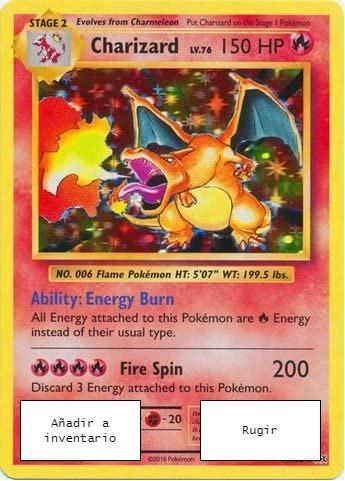 STAGE 2 Evolves from Charmeleon Put Charizard on the Stage 1 Pokémon
Charizard LV.76 150 HP
NO. 006 Flame Pokémon HT: 5'07" WT: 199.5 lbs.
Ability: Energy Burn
All Energy attached to this Pokémon are Energy
instead of their usual type.
Fire Spin 200
Discard 3 Energy attached to this Pokémon.
Añadir a
inventario
-20
Rugir
©2016 Pokémon